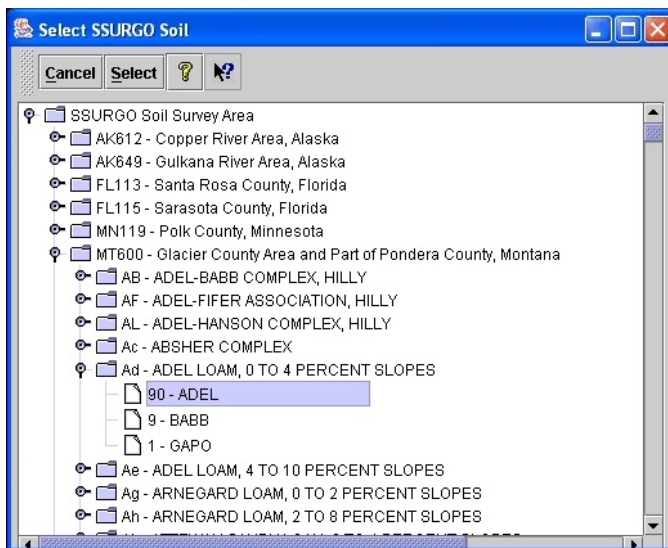 Select SSURGO Soil
Cancel Select
SSURGO Soil Survey Area
AK612 - Copper River Area, Alaska
AK649 - Gulkana River Area, Alaska
FL113 - Santa Rosa County, Florida
FL115 - Sarasota County, Florida
MN119 - Polk County, Minnesota
MT600 - Glacier County Area and Part of Pondera County, Montana
AB - ADEL-BABB COMPLEX, HILLY
AF - ADEL-FIFER ASSOCIATION, HILLY
AL - ADEL-HANSON COMPLEX, HILLY
Ac - ABSHER COMPLEX
Ad - ADEL LOAM, 0 TO 4 PERCENT SLOPES
90 - ADEL
9 - BABB
1 - GAPO
Ae - ADEL LOAM, 4 TO 10 PERCENT SLOPES
Ag - ARNEGARD LOAM, 0 TO 2 PERCENT SLOPES
Ah - ARNEGARD LOAM, 2 TO 8 PERCENT SLOPES